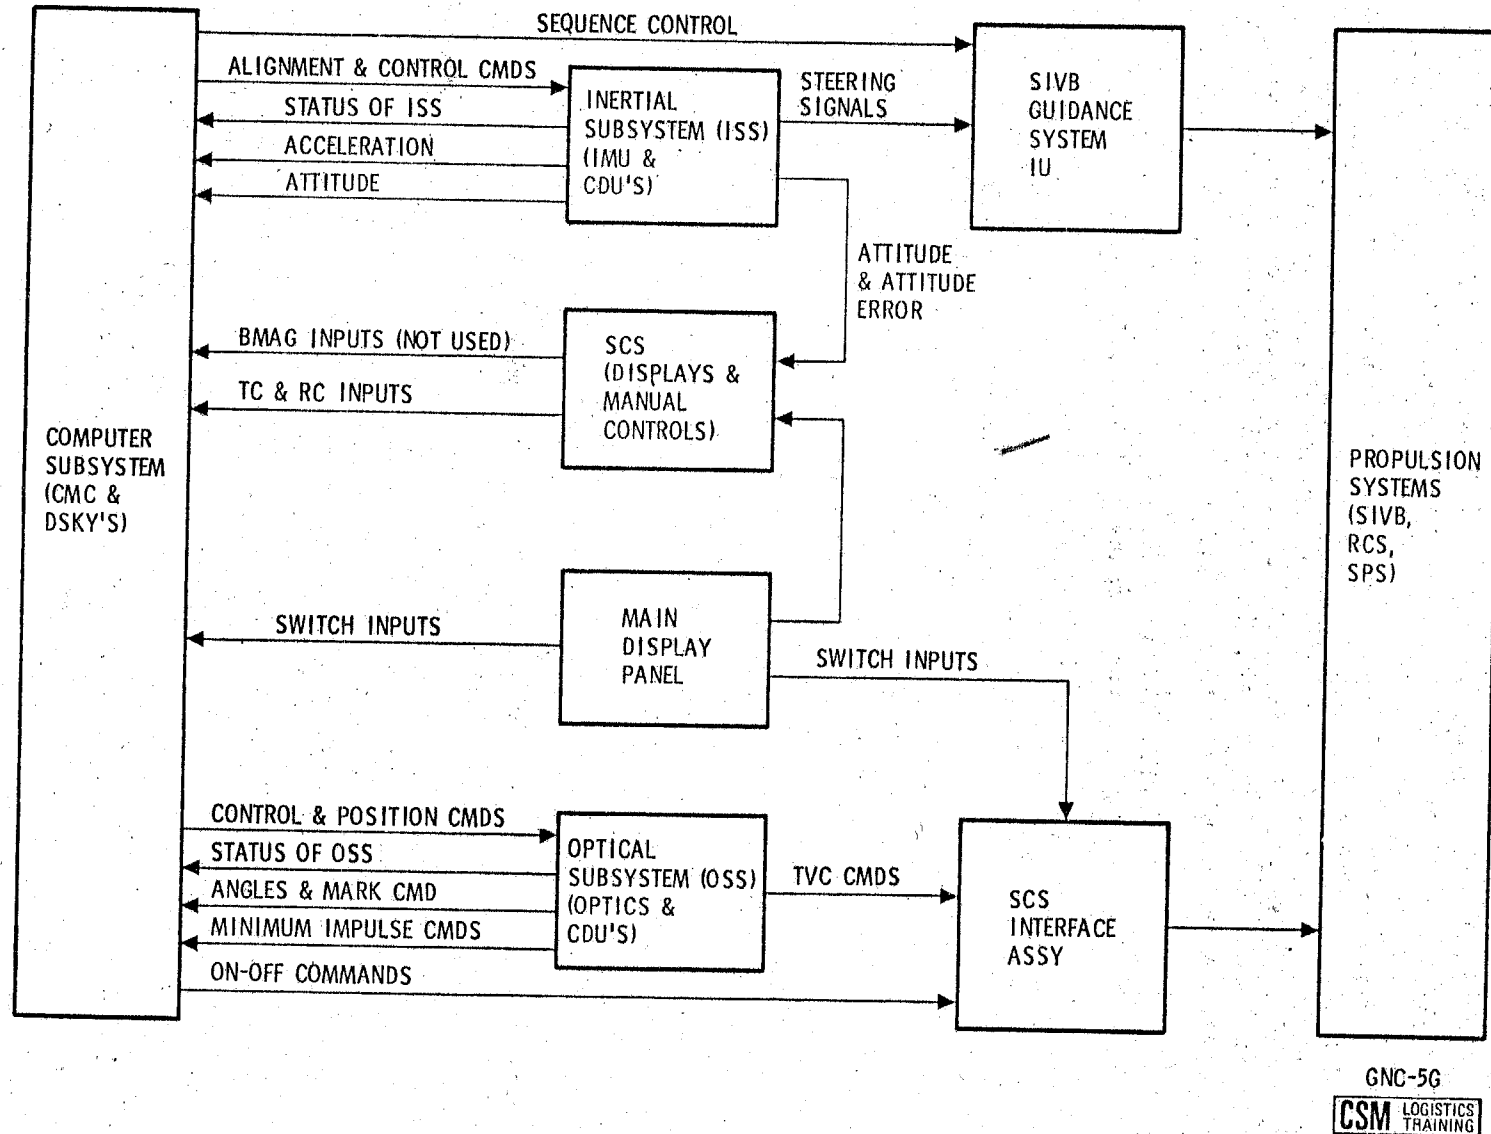 SEQUENCE CONTROL
ALIGNMENT & CONTROL CMDS
STATUS OF ISS
ACCELERATION
ATTITUDE
INERTIAL
SUBSYSTEM (ISS)
(IMU &
CDU'S)
STEERING
SIGNALS
SIVB
GUIDANCE
SYSTEM
IU
ATTITUDE
& ATTITUDE
ERROR
BMAG INPUTS (NOT USED)
TC & RC INPUTS
SCS
(DISPLAYS &
MANUAL
CONTROLS)
COMPUTER
SUBSYSTEM
(CMC &
DSKY'S)
PROPULSION
SYSTEMS
(SIVB,
RCS,
SPS)
SWITCH INPUTS
MAIN
DISPLAY
PANEL
SWITCH INPUTS
CONTROL & POSITION CMDS
STATUS OF OSS
ANGLES & MARK CMD
MINIMUM IMPULSE CMDS
ON-OFF COMMANDS
OPTICAL
SUBSYSTEM (OSS)
(OPTICS &
CDU'S)
TVC CMDS
SCS
INTERFACE
ASSY
GNC-5G
CSM LOGISTICS
TRAINING